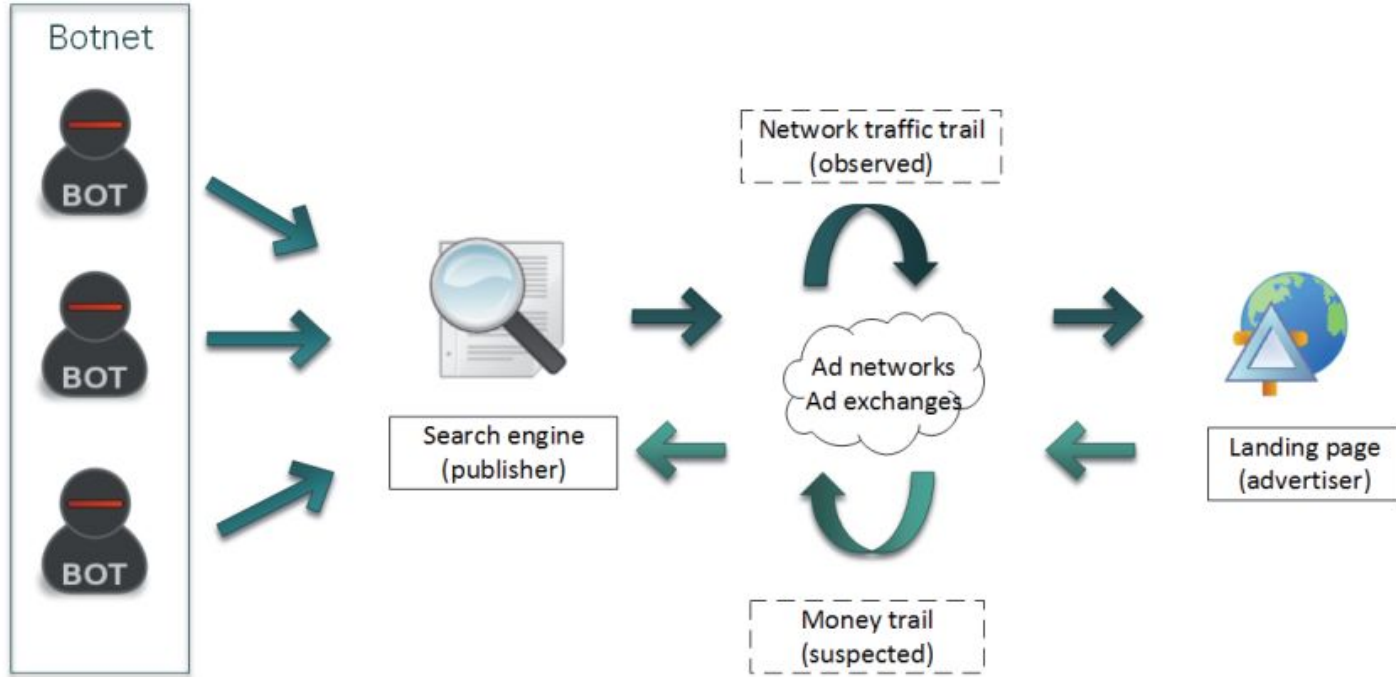 Botnet
BOT
BOT
BOT
Search engine
(publisher)
Network traffic trail
(observed)
Ad networks
Ad exchanges
Money trail
(suspected)
Landing page
(advertiser)